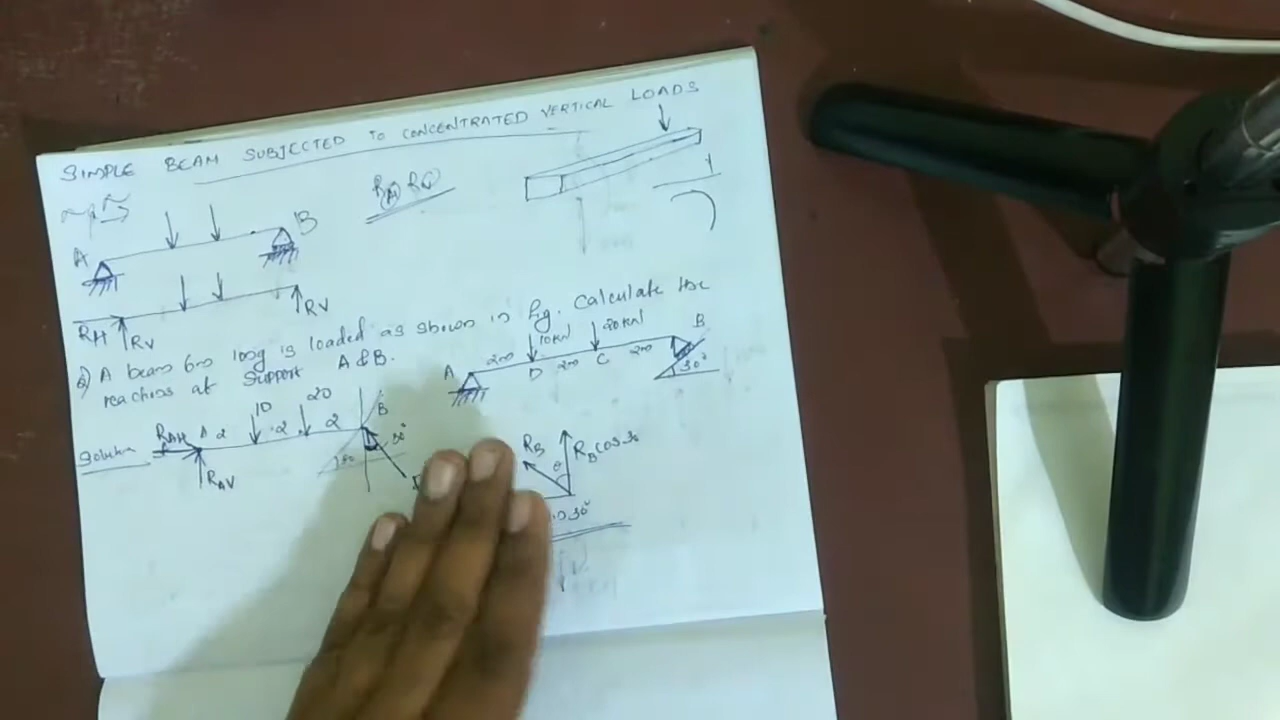 SIMPLE BEAM SUBJECTED TO CONCENTRATED VERTICAL LOADS
A B
RH RV RV
Q) A beam 6m long is loaded as shown in fig. Calculate the
reactions at support A & B.
A 2m 10kN D 2m 20kN C 2m B 30°
Solution RAH A 2 10 2 20 2 B 30°
RAV
RB θ RB cos 30
30°